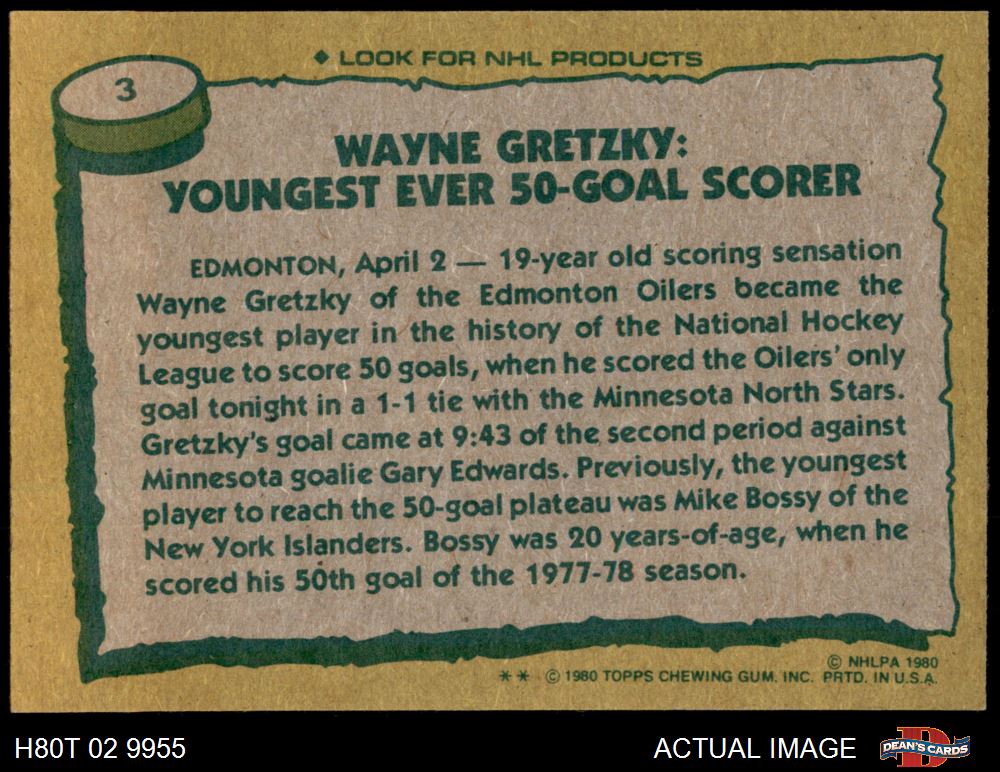 ◆ LOOK FOR NHL PRODUCTS
3
WAYNE GRETZKY:
YOUNGEST EVER 50-GOAL SCORER
EDMONTON, April 2 — 19-year old scoring sensation
Wayne Gretzky of the Edmonton Oilers became the
youngest player in the history of the National Hockey
League to score 50 goals, when he scored the Oilers' only
goal tonight in a 1-1 tie with the Minnesota North Stars.
Gretzky's goal came at 9:43 of the second period against
Minnesota goalie Gary Edwards. Previously, the youngest
player to reach the 50-goal plateau was Mike Bossy of the
New York Islanders. Bossy was 20 years-of-age, when he
scored his 50th goal of the 1977-78 season.
© NHLPA 1980
** © 1980 TOPPS CHEWING GUM. INC. PRTD. IN U.S.A.
H80T 02 9955
ACTUAL IMAGE
D
DEAN'S CARDS